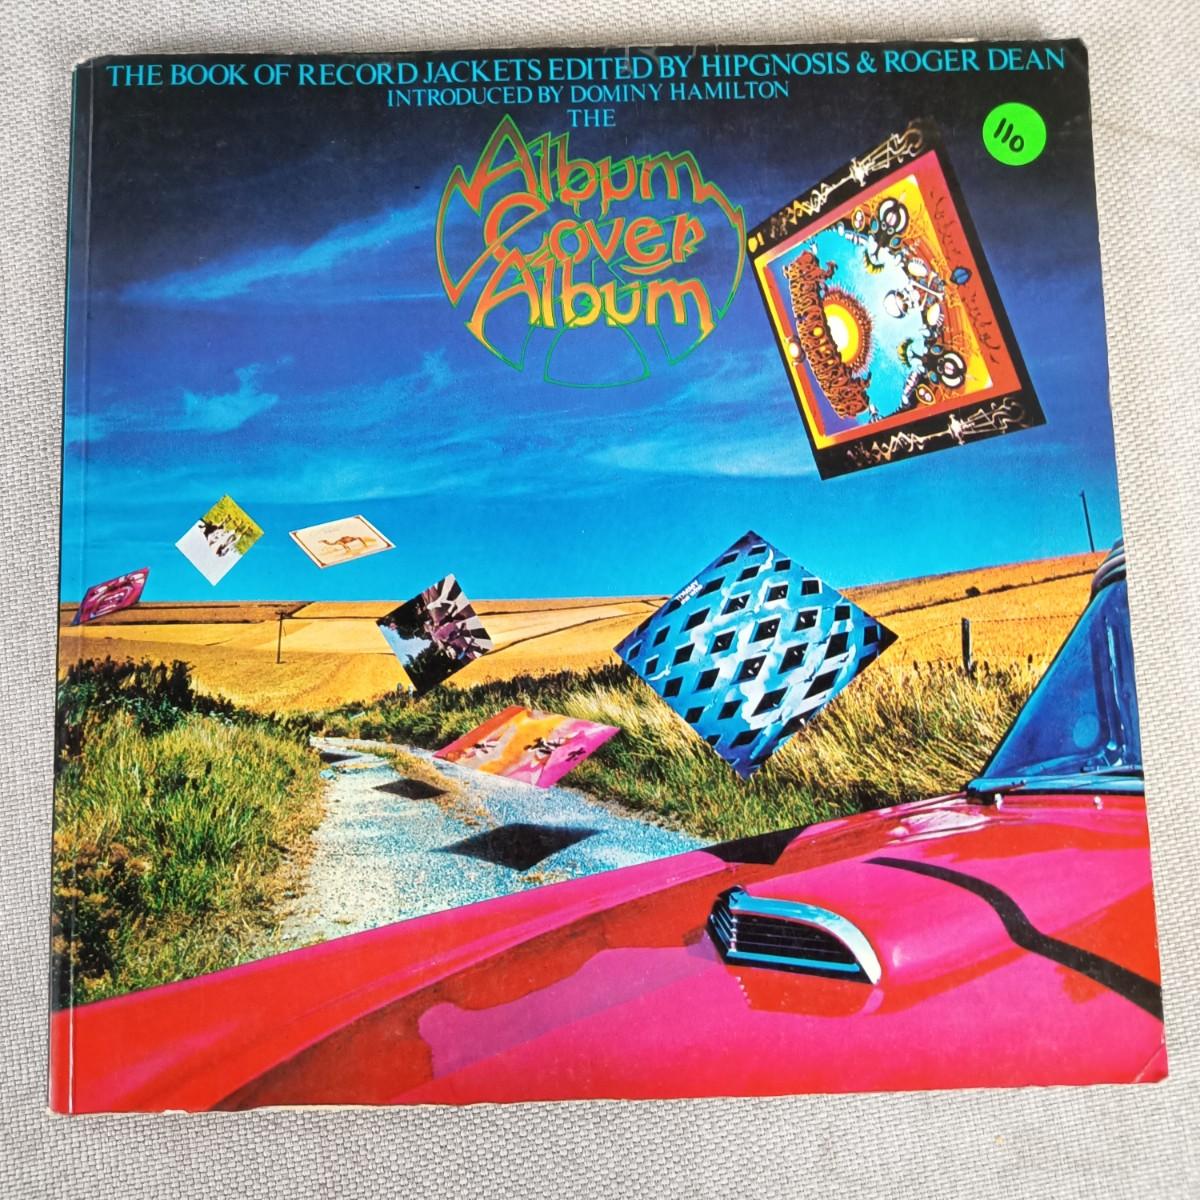 THE BOOK OF RECORD JACKETS EDITED BY HIPGNOSIS & ROGER DEAN
INTRODUCED BY DOMINY HAMILTON
THE
Album
Cover
Album
110
TOMMY